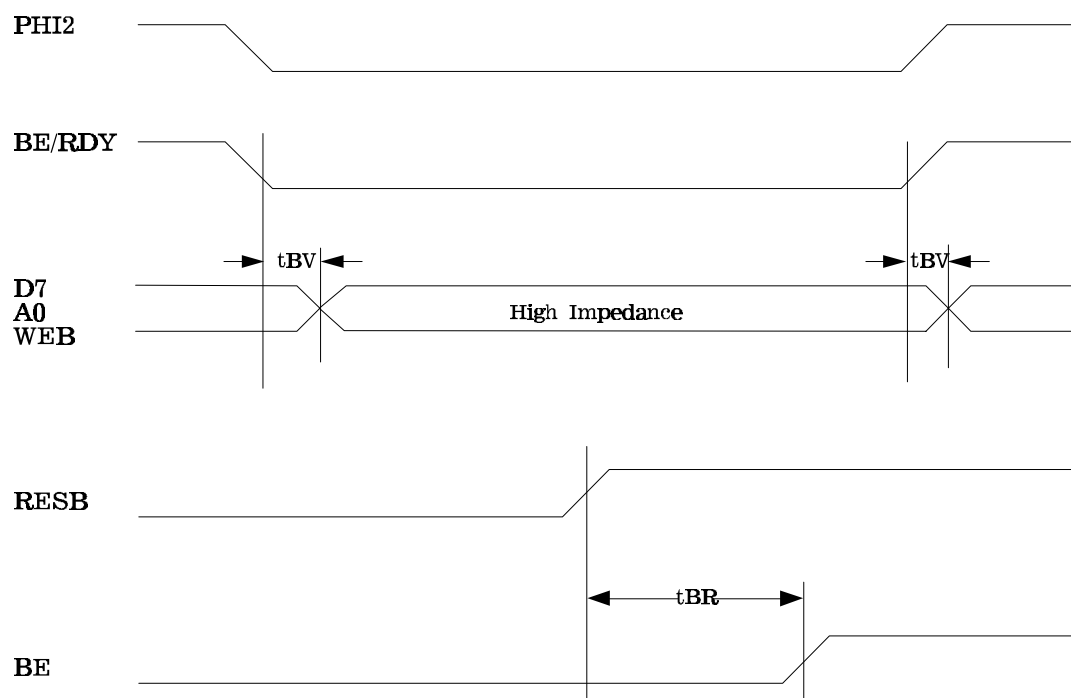 PHI2
BE/RDY
tBV
tBV
D7
A0
WEB
High Impedance
RESB
tBR
BE